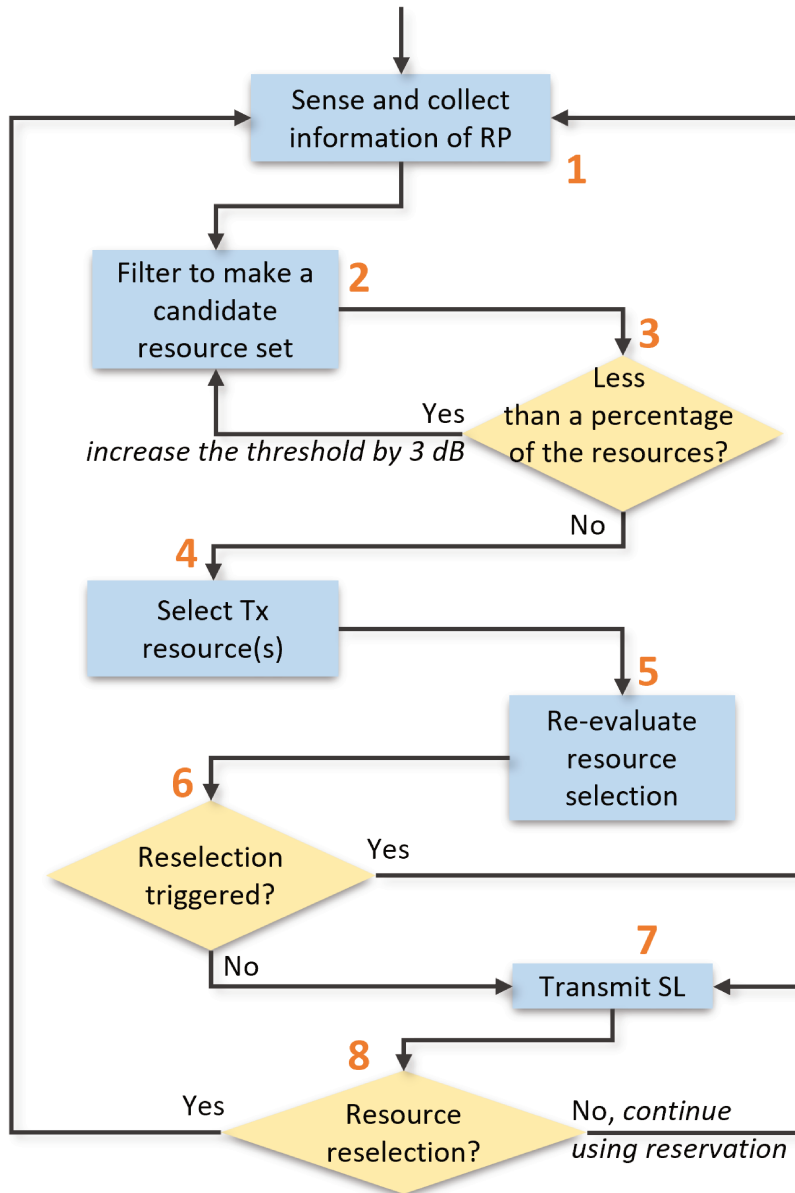 Sense and collect
information of RP
1
Filter to make a
candidate
resource set
2
3
Less
than a percentage
of the resources?
Yes
increase the threshold by 3 dB
No
4
Select Tx
resource(s)
5
Re-evaluate
resource
selection
6
Reselection
triggered?
Yes
No
7
Transmit SL
8
Resource
reselection?
Yes
No, continue
using reservation